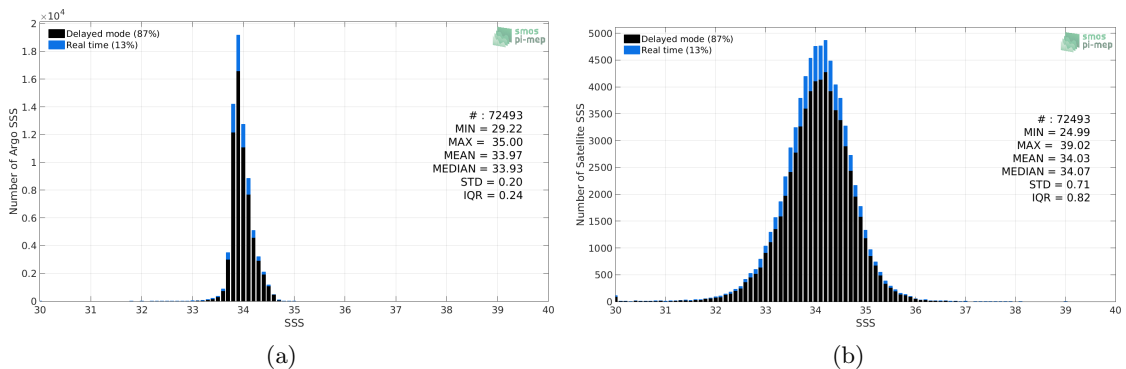 ×10⁴
2
1.8
1.6
1.4
1.2
1
0.8
0.6
0.4
0.2
0
Number of Argo SSS
Delayed mode (87%)
Real time (13%)
smos
pi-mep
# : 72493
MIN = 29.22
MAX = 35.00
MEAN = 33.97
MEDIAN = 33.93
STD = 0.20
IQR = 0.24
30 31 32 33 34 35 36 37 38 39 40
SSS
(a)
5000
4500
4000
3500
3000
2500
2000
1500
1000
500
0
Number of Satellite SSS
Delayed mode (87%)
Real time (13%)
smos
pi-mep
# : 72493
MIN = 24.99
MAX = 39.02
MEAN = 34.03
MEDIAN = 34.07
STD = 0.71
IQR = 0.82
30 31 32 33 34 35 36 37 38 39 40
SSS
(b)